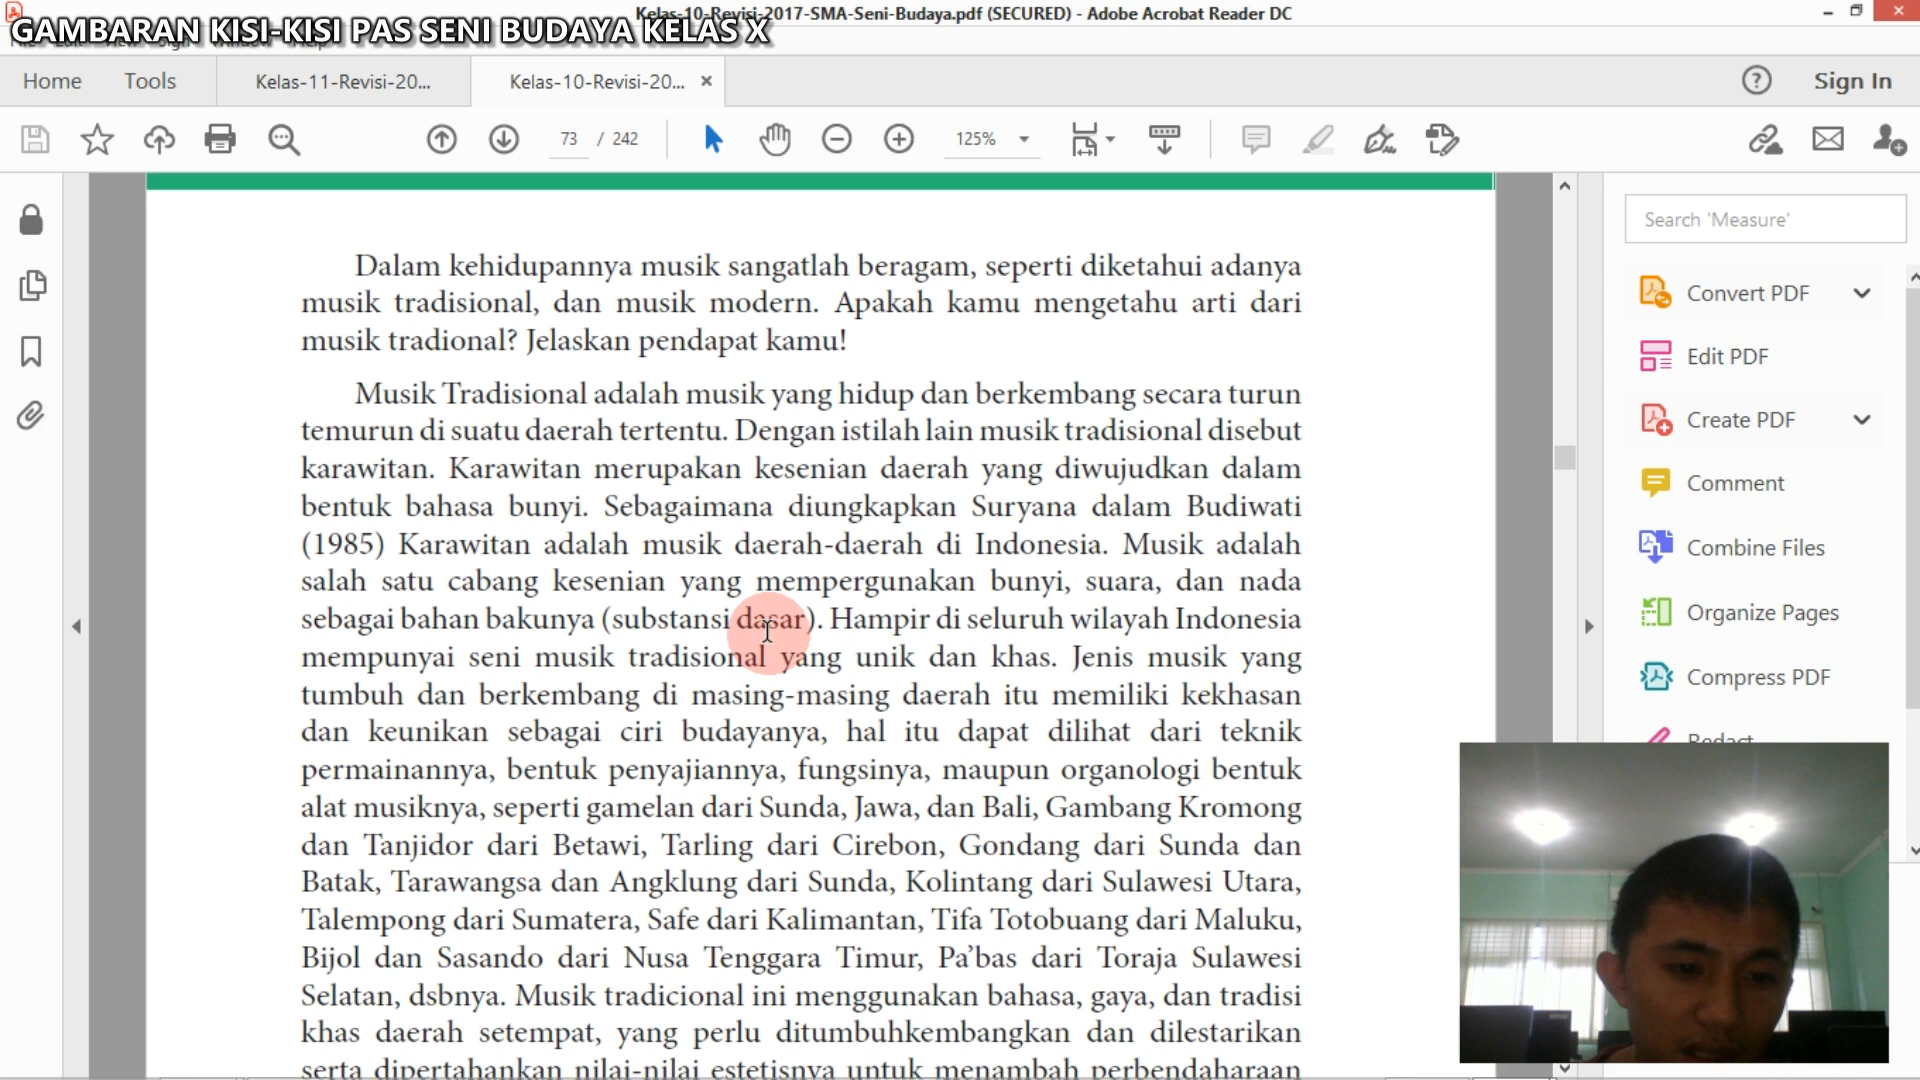 Kelas-10-Revisi-2017-SMA-Seni-Budaya.pdf (SECURED) - Adobe Acrobat Reader DC
GAMBARAN KISI-KISI PAS SENI BUDAYA KELAS X
Home
Tools
Kelas-11-Revisi-20...
Kelas-10-Revisi-20...
Sign In
73 / 242
125%
Search 'Measure'
Convert PDF
Edit PDF
Create PDF
Comment
Combine Files
Organize Pages
Compress PDF
Redact
Dalam kehidupannya musik sangatlah beragam, seperti diketahui adanya
musik tradisional, dan musik modern. Apakah kamu mengetahu arti dari
musik tradional? Jelaskan pendapat kamu!
Musik Tradisional adalah musik yang hidup dan berkembang secara turun
temurun di suatu daerah tertentu. Dengan istilah lain musik tradisional disebut
karawitan. Karawitan merupakan kesenian daerah yang diwujudkan dalam
bentuk bahasa bunyi. Sebagaimana diungkapkan Suryana dalam Budiwati
(1985) Karawitan adalah musik daerah-daerah di Indonesia. Musik adalah
salah satu cabang kesenian yang mempergunakan bunyi, suara, dan nada
sebagai bahan bakunya (substansi dasar). Hampir di seluruh wilayah Indonesia
mempunyai seni musik tradisional yang unik dan khas. Jenis musik yang
tumbuh dan berkembang di masing-masing daerah itu memiliki kekhasan
dan keunikan sebagai ciri budayanya, hal itu dapat dilihat dari teknik
permainannya, bentuk penyajiannya, fungsinya, maupun organologi bentuk
alat musiknya, seperti gamelan dari Sunda, Jawa, dan Bali, Gambang Kromong
dan Tanjidor dari Betawi, Tarling dari Cirebon, Gondang dari Sunda dan
Batak, Tarawangsa dan Angklung dari Sunda, Kolintang dari Sulawesi Utara,
Talempong dari Sumatera, Safe dari Kalimantan, Tifa Totobuang dari Maluku,
Bijol dan Sasando dari Nusa Tenggara Timur, Pa’bas dari Toraja Sulawesi
Selatan, dsbnya. Musik tradicional ini menggunakan bahasa, gaya, dan tradisi
khas daerah setempat, yang perlu ditumbuhkembangkan dan dilestarikan
serta dipertahankan nilai-nilai estetisnya untuk menambah perbendaharaan